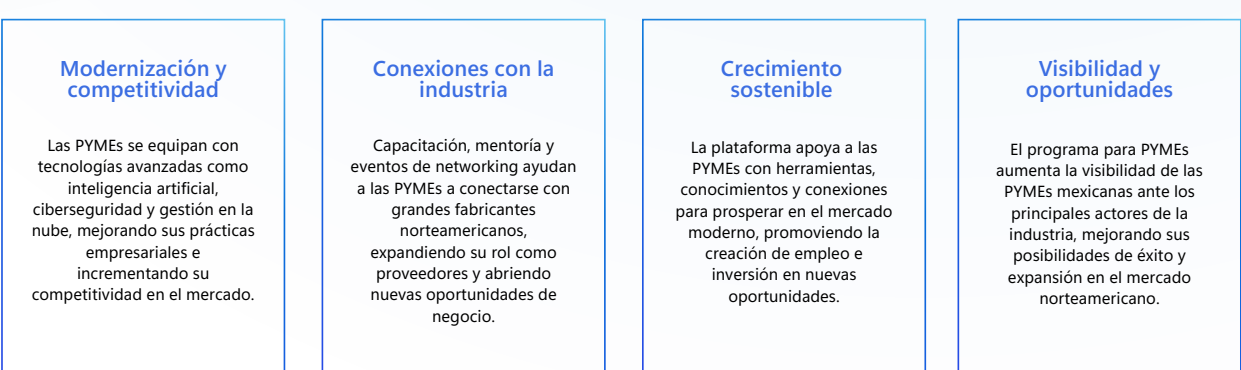 Modernización y
competitividad
Las PYMEs se equipan con
tecnologías avanzadas como
inteligencia artificial,
ciberseguridad y gestión en la
nube, mejorando sus prácticas
empresariales e
incrementando su
competitividad en el mercado.
Conexiones con la
industria
Capacitación, mentoría y
eventos de networking ayudan
a las PYMEs a conectarse con
grandes fabricantes
norteamericanos,
expandiendo su rol como
proveedores y abriendo
nuevas oportunidades de
negocio.
Crecimiento
sostenible
La plataforma apoya a las
PYMEs con herramientas,
conocimientos y conexiones
para prosperar en el mercado
moderno, promoviendo la
creación de empleo e
inversión en nuevas
oportunidades.
Visibilidad y
oportunidades
El programa para PYMEs
aumenta la visibilidad de las
PYMEs mexicanas ante los
principales actores de la
industria, mejorando sus
posibilidades de éxito y
expansión en el mercado
norteamericano.